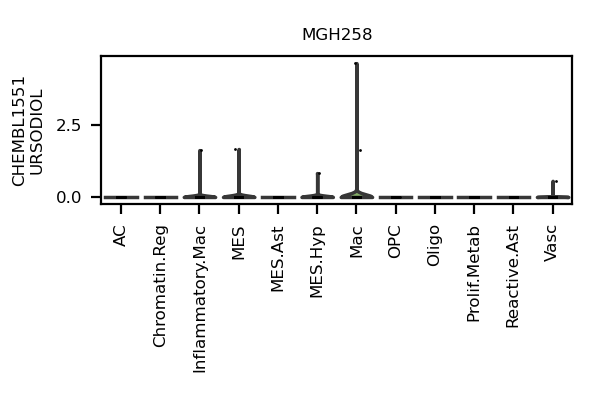 MGH258
CHEMBL1551
URSODIOL
2.5
0.0
AC
Chromatin.Reg
Inflammatory.Mac
MES
MES.Ast
MES.Hyp
Mac
OPC
Oligo
Prolif.Metab
Reactive.Ast
Vasc